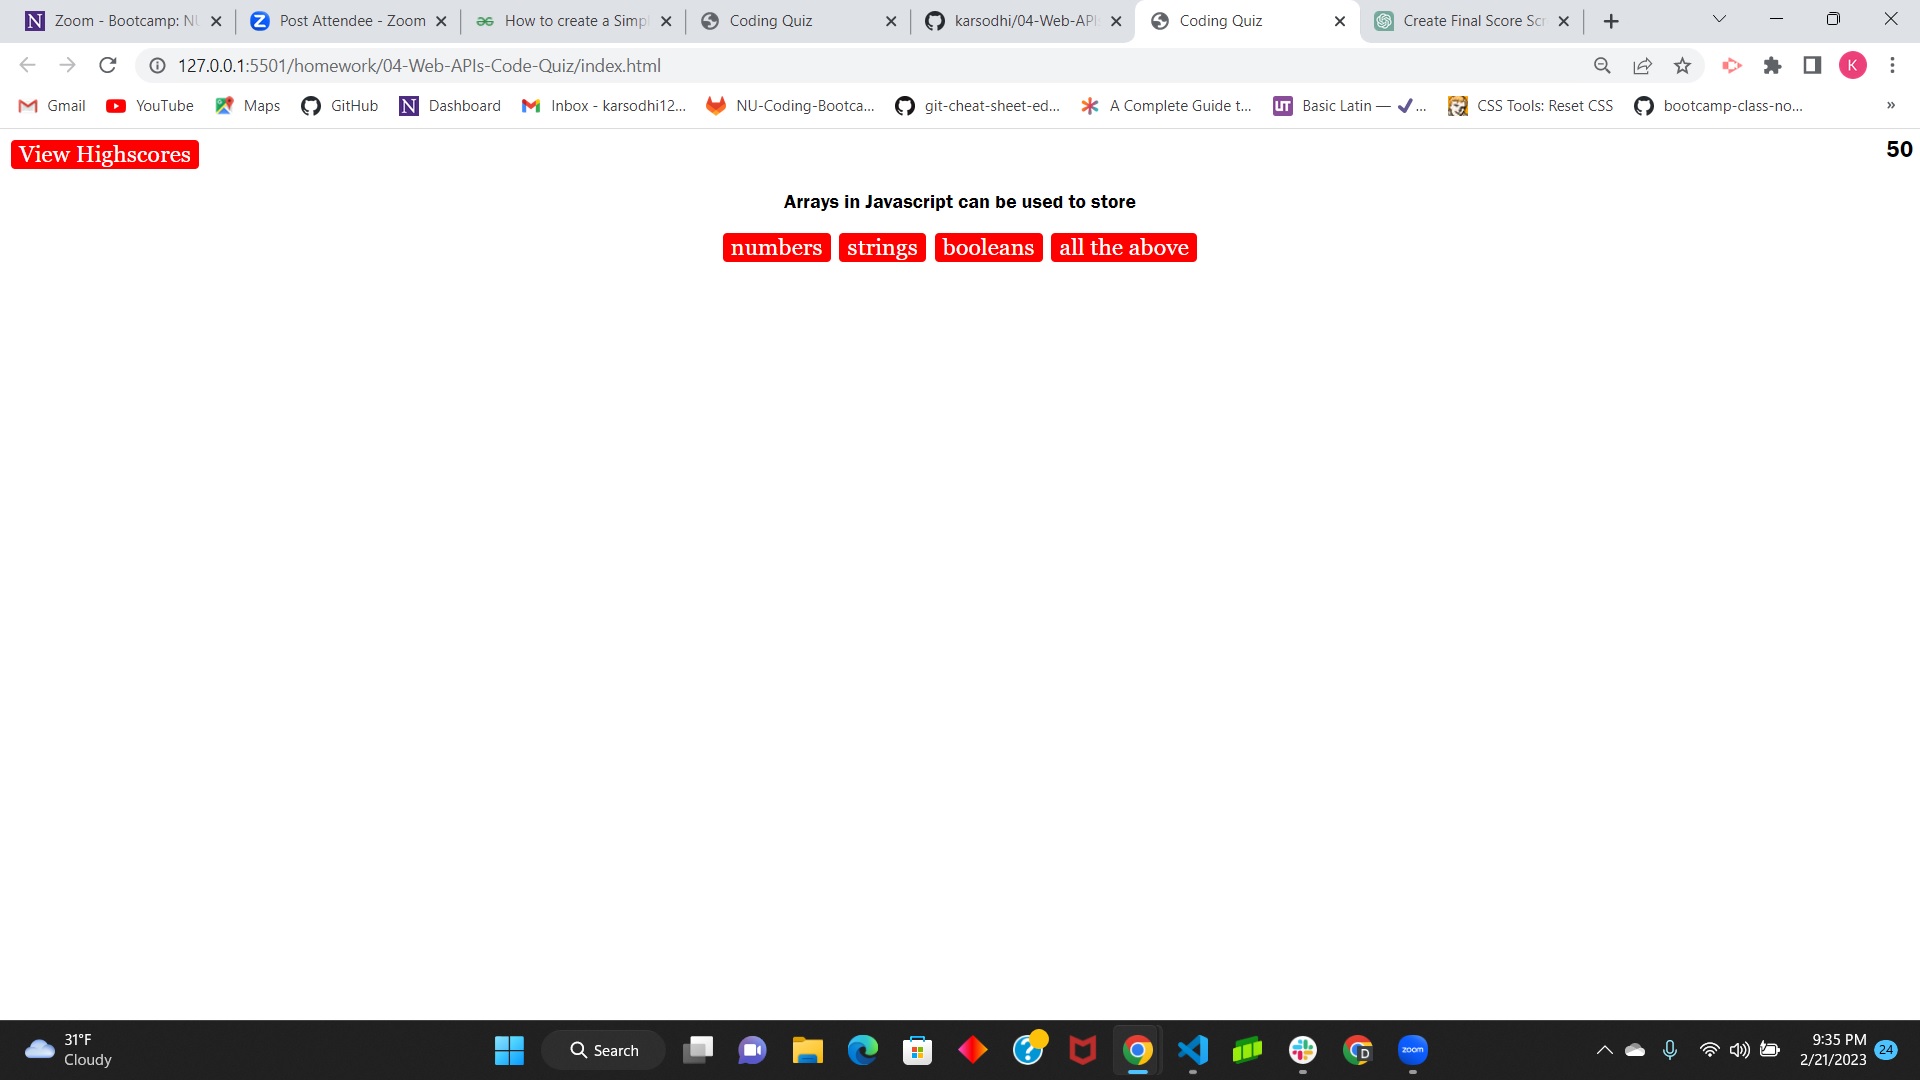 Zoom - Bootcamp: NU
Post Attendee - Zoom
How to create a Simpl
Coding Quiz
karsodhi/04-Web-API
Coding Quiz
Create Final Score Scr
127.0.0.1:5501/homework/04-Web-APIs-Code-Quiz/index.html
K
Gmail
YouTube
Maps
GitHub
N
Dashboard
Inbox - karsodhi12...
NU-Coding-Bootca...
git-cheat-sheet-ed...
A Complete Guide t...
UT
Basic Latin — ✔ ...
CSS Tools: Reset CSS
bootcamp-class-no...
»
View Highscores
50
Arrays in Javascript can be used to store
numbers strings booleans all the above
31°F
Cloudy
Search
D
zoom
9:35 PM
2/21/2023
24